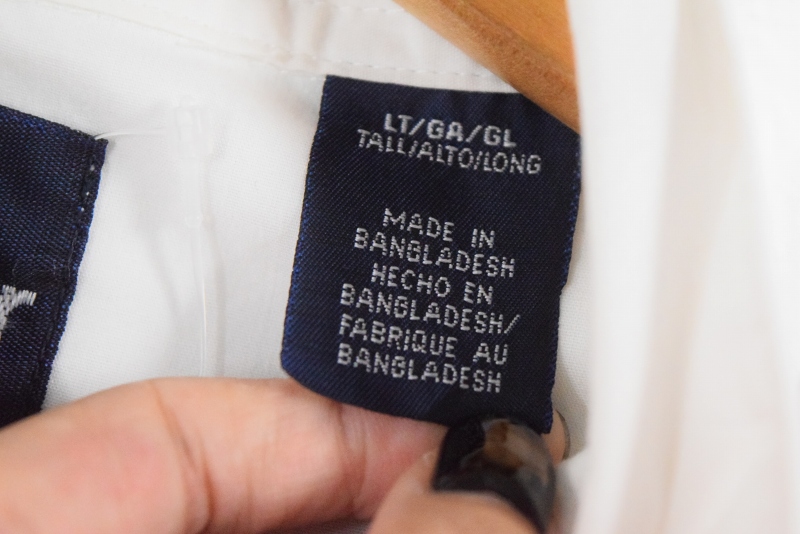 LT/GA/GL
TALL/ALTO/LONG
MADE IN
BANGLADESH
HECHO EN
BANGLADESH/
FABRIQUE AU
BANGLADESH